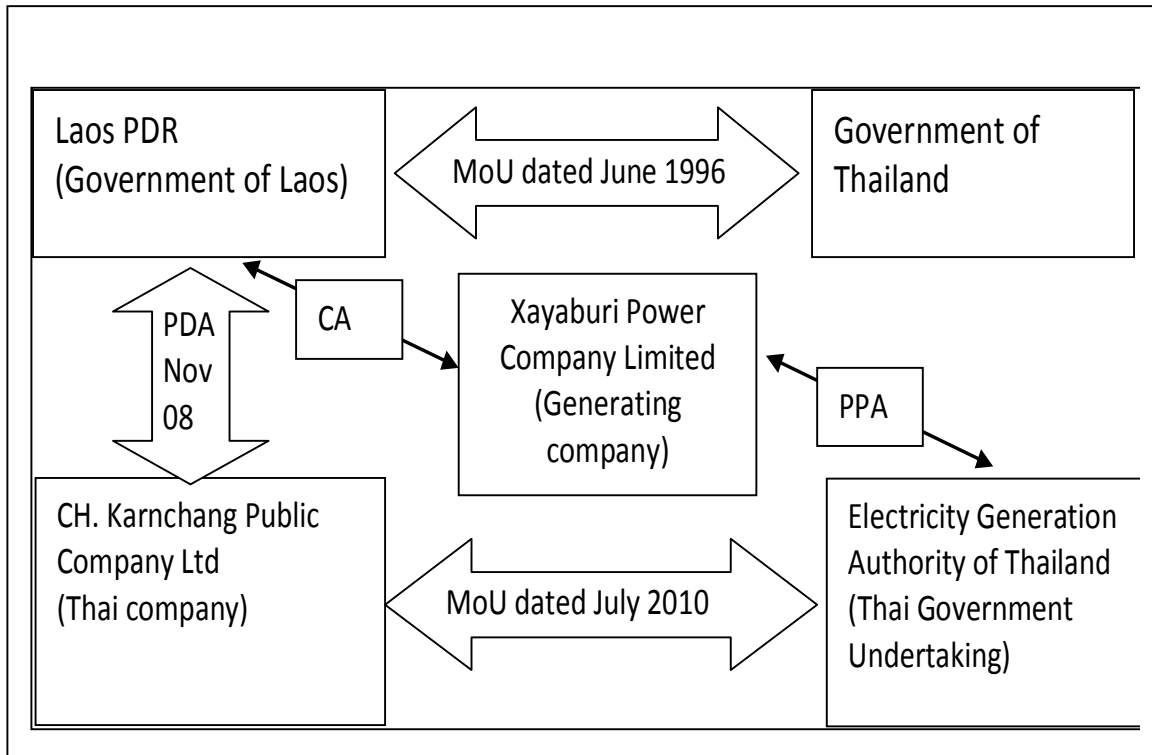 Laos PDR
(Government of Laos)
MoU dated June 1996
Government of
Thailand
PDA
Nov
08
CA
Xayaburi Power
Company Limited
(Generating
company)
PPA
CH. Karnchang Public
Company Ltd
(Thai company)
MoU dated July 2010
Electricity Generation
Authority of Thailand
(Thai Government
Undertaking)